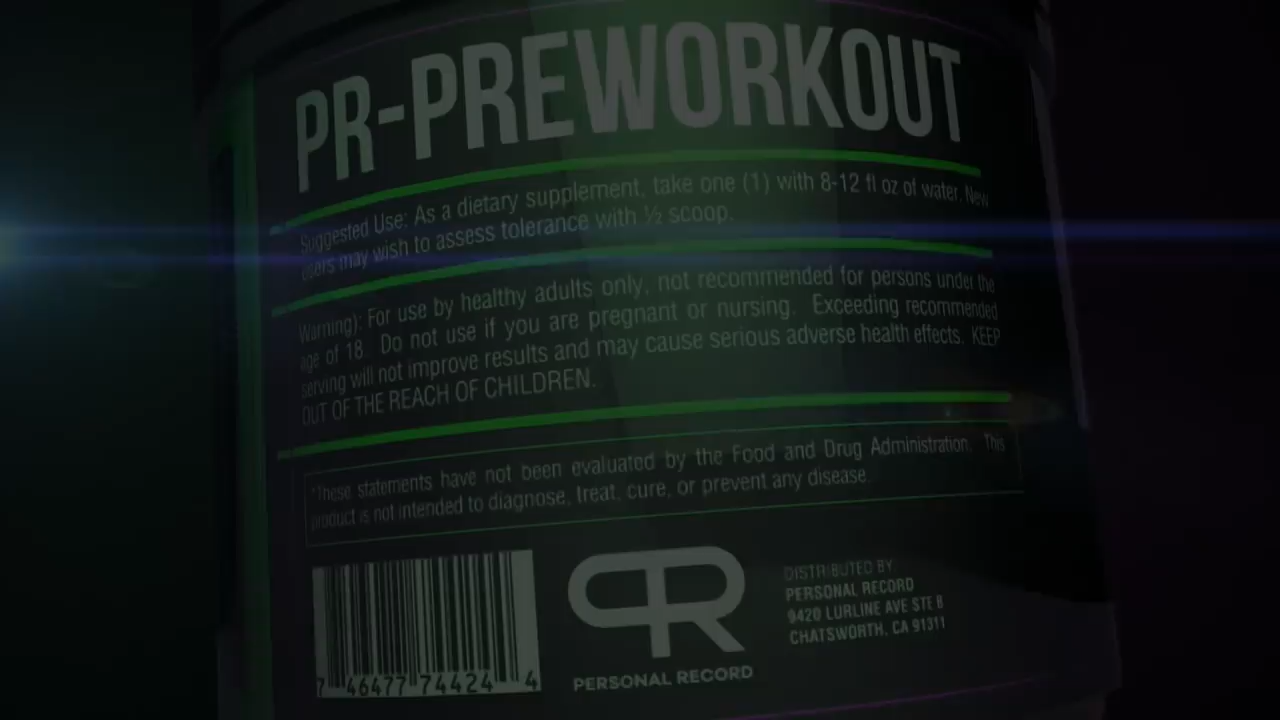 PR-PREWORKOUT
Suggested Use: As a dietary supplement, take one (1) with 8-12 fl oz of water. New
users may wish to assess tolerance with ½ scoop.
Warning): For use by healthy adults only, not recommended for persons under the
age of 18. Do not use if you are pregnant or nursing. Exceeding recommended
serving will not improve results and may cause serious adverse health effects. KEEP
OUT OF THE REACH OF CHILDREN.
*These statements have not been evaluated by the Food and Drug Administration. This
product is not intended to diagnose, treat, cure, or prevent any disease.
7 46477 74424 4
PR
PERSONAL RECORD
DISTRIBUTED BY
PERSONAL RECORD
9420 LURLINE AVE STE B
CHATSWORTH, CA 91311